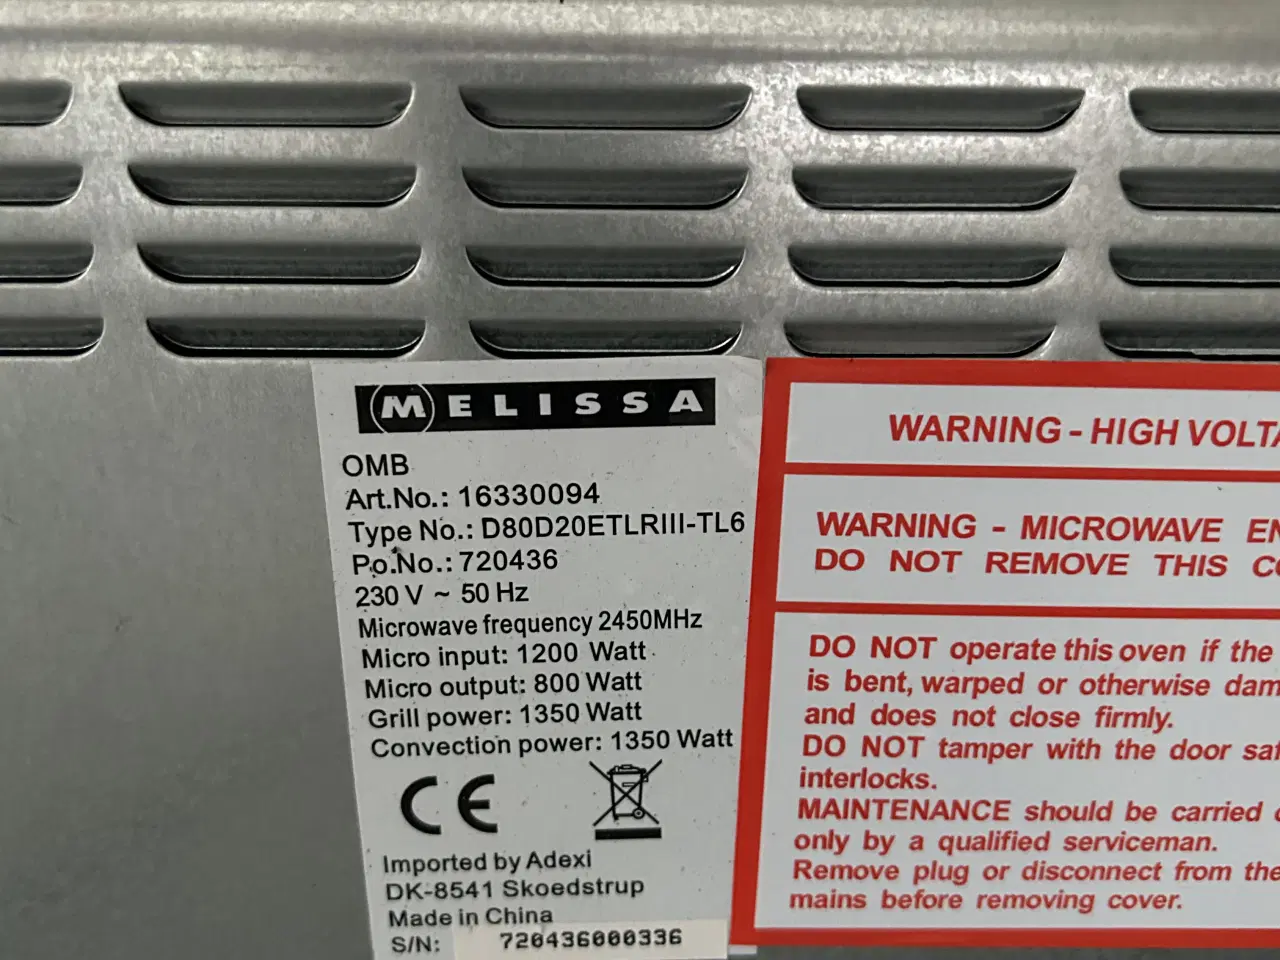 MELISSA
OMB
Art.No.: 16330094
Type No.: D80D20ETLRIII-TL6
Po.No.: 720436
230 V ~ 50 Hz
Microwave frequency 2450MHz
Micro input: 1200 Watt
Micro output: 800 Watt
Grill power: 1350 Watt
Convection power: 1350 Watt
CE
Imported by Adexi
DK-8541 Skoedstrup
Made in China
S/N: 720436000336
WARNING - HIGH
WARNING - MICROWAVE
DO NOT REMOVE THIS
DO NOT operate this oven if the
is bent, warped or otherwise
and does not close firmly.
DO NOT tamper with the door
interlocks.
MAINTENANCE should be carried
only by a qualified serviceman.
Remove plug or disconnect from the
mains before removing cover.